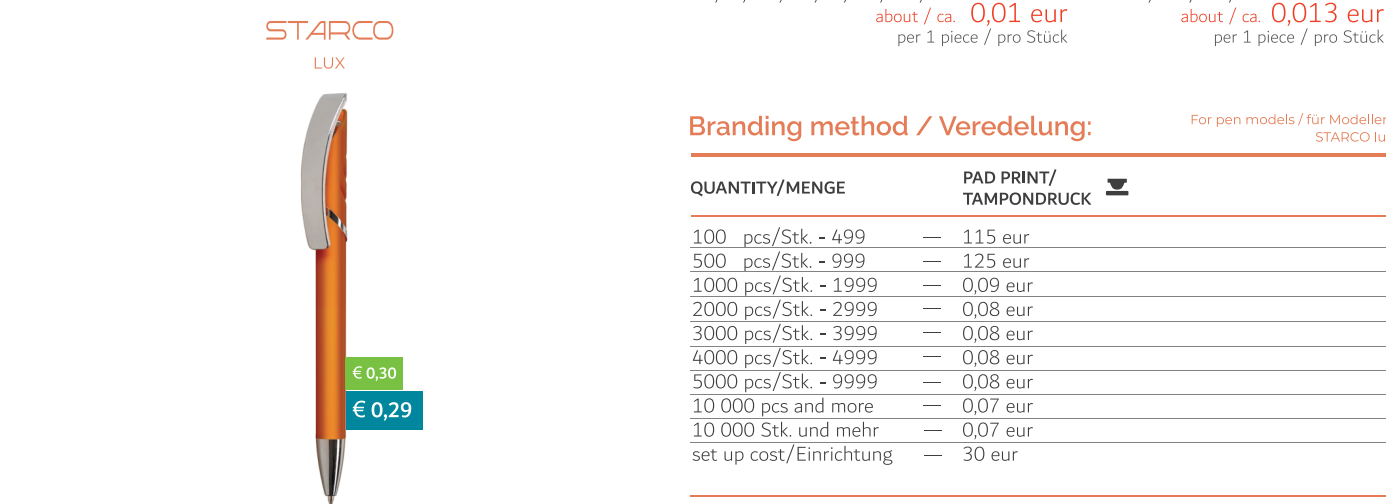 STARCO
LUX
€ 0,30
€ 0,29
about / ca. 0,01 eur
per 1 piece / pro Stück
about / ca. 0,013 eur
per 1 piece / pro Stück
Branding method / Veredelung:
For pen models / für Modellen
STARCO lu
QUANTITY/MENGE
PAD PRINT/
TAMPONDRUCK
100 pcs/Stk. - 499 — 115 eur
500 pcs/Stk. - 999 — 125 eur
1000 pcs/Stk. - 1999 — 0,09 eur
2000 pcs/Stk. - 2999 — 0,08 eur
3000 pcs/Stk. - 3999 — 0,08 eur
4000 pcs/Stk. - 4999 — 0,08 eur
5000 pcs/Stk. - 9999 — 0,08 eur
10 000 pcs and more — 0,07 eur
10 000 Stk. und mehr — 0,07 eur
set up cost/Einrichtung — 30 eur